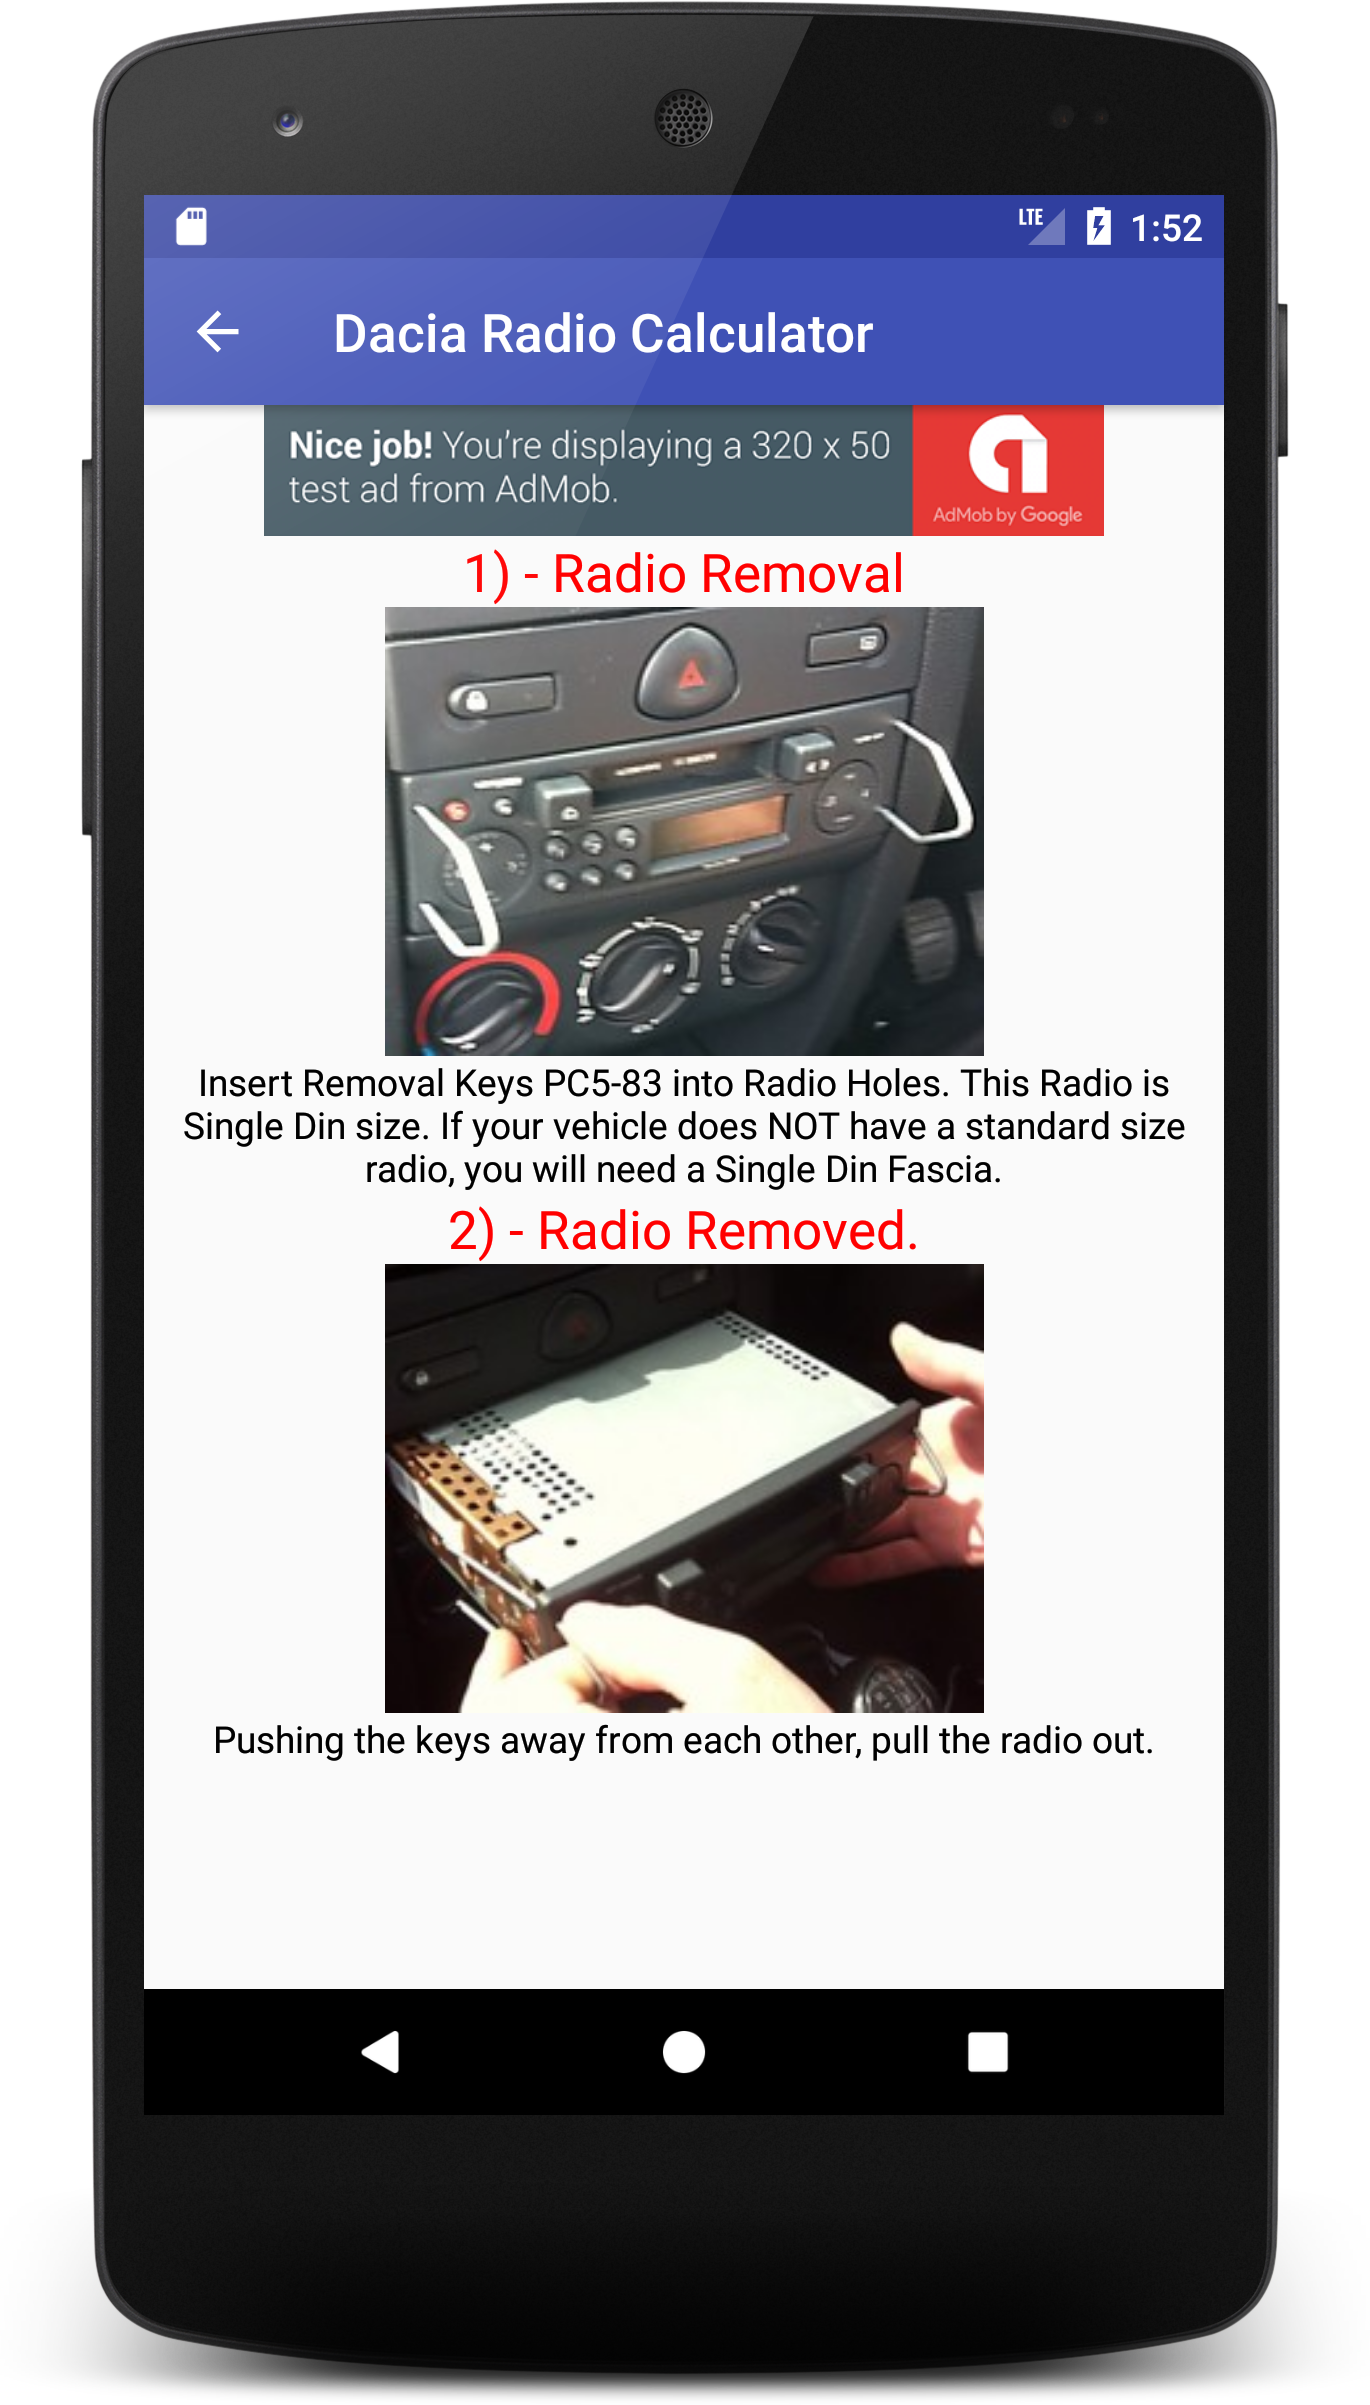 LTE 1:52
Dacia Radio Calculator
Nice job! You're displaying a 320 x 50
test ad from AdMob.
AdMob by Google
1) - Radio Removal
Insert Removal Keys PC5-83 into Radio Holes. This Radio is
Single Din size. If your vehicle does NOT have a standard size
radio, you will need a Single Din Fascia.
2) - Radio Removed.
Pushing the keys away from each other, pull the radio out.